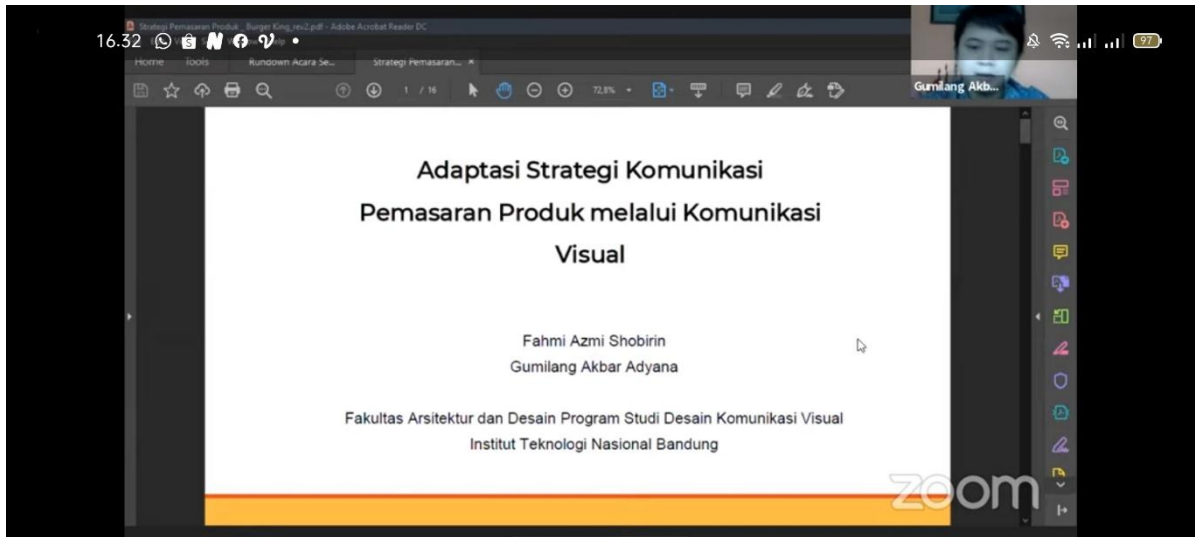 Strategi Pemasaran Produk _ Burger King_rev2.pdf - Adobe Acrobat Reader DC
16.32
97
Home Tools Rundown Acara Se... Strategi Pemasaran... ×
1 / 16 72,8%
Gumilang Akb...
Adaptasi Strategi Komunikasi
Pemasaran Produk melalui Komunikasi
Visual
Fahmi Azmi Shobirin
Gumilang Akbar Adyana
Fakultas Arsitektur dan Desain Program Studi Desain Komunikasi Visual
Institut Teknologi Nasional Bandung
zoom